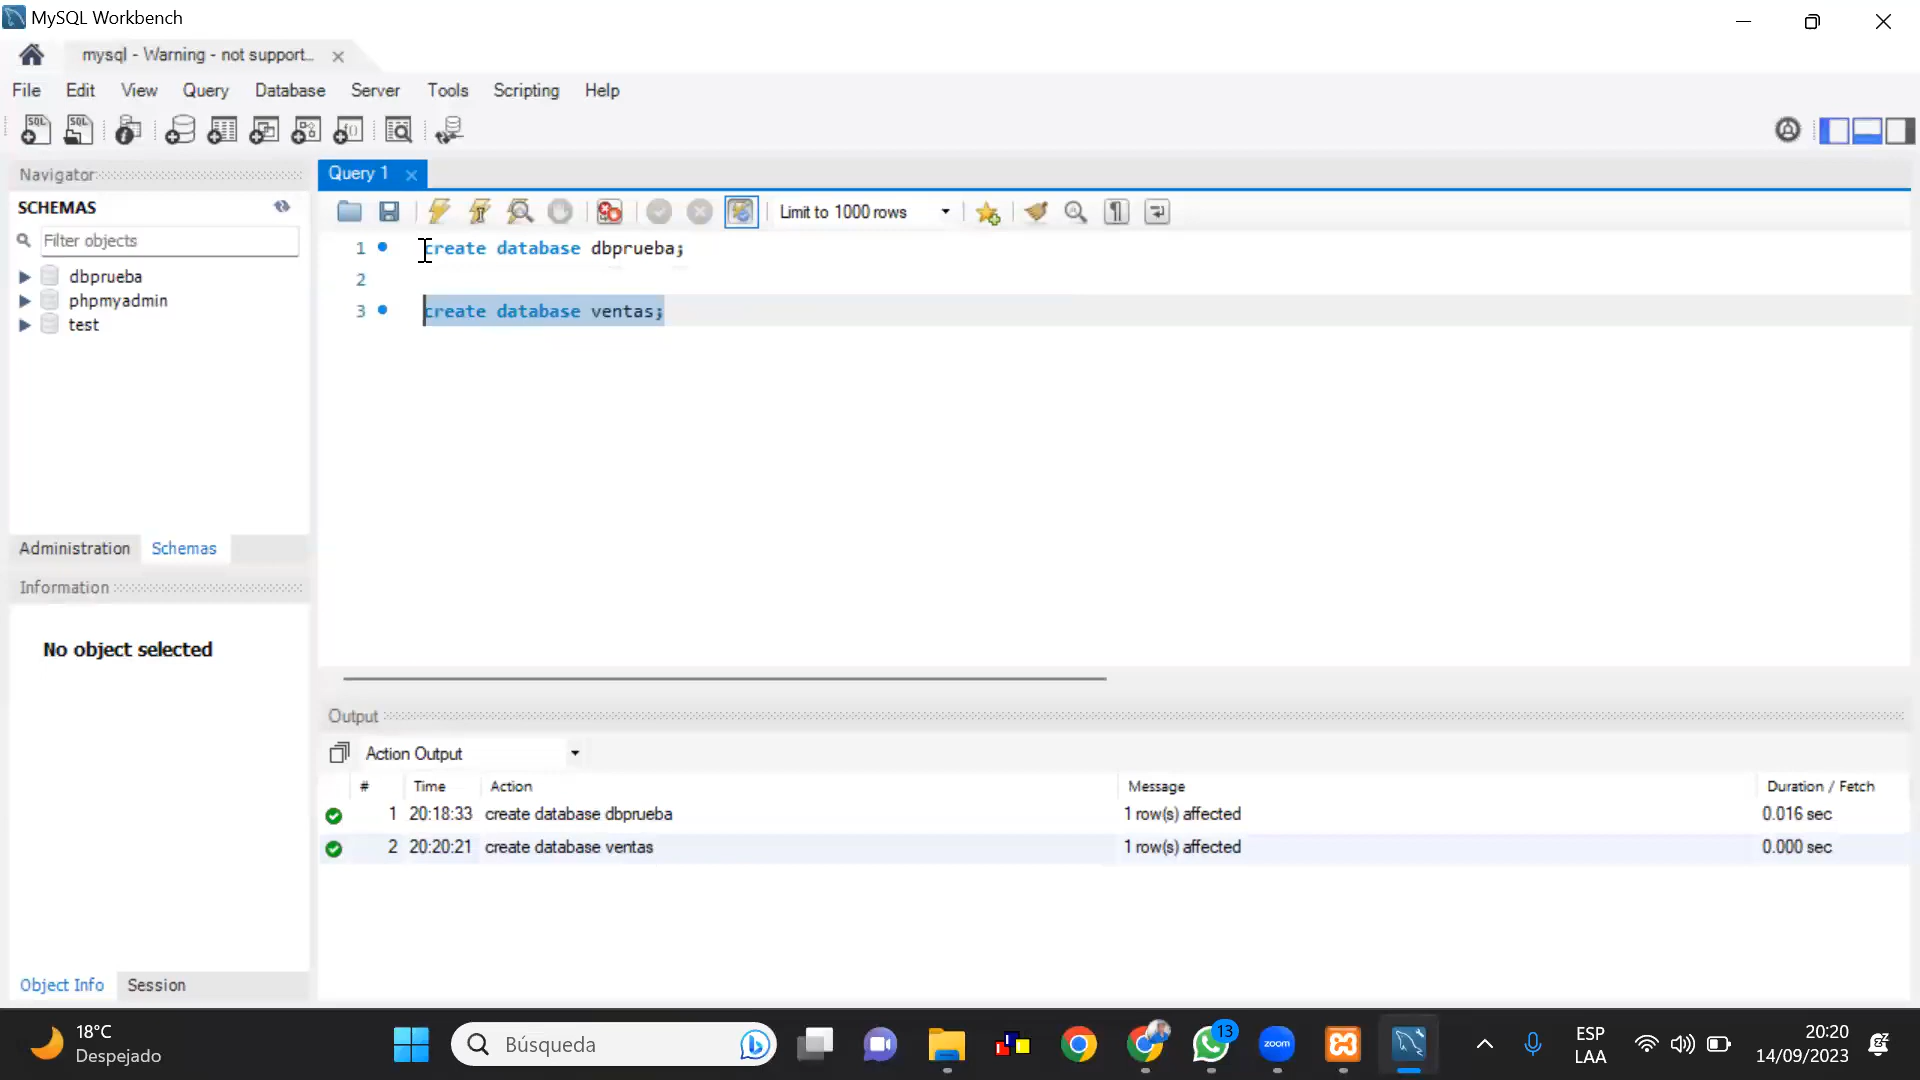 MySQL Workbench
mysql - Warning - not support...
File Edit View Query Database Server Tools Scripting Help
Navigator
SCHEMAS
Filter objects
dbprueba
phpmyadmin
test
Administration Schemas
Information
No object selected
Object Info Session
Query 1
Limit to 1000 rows
1 create database dbprueba;
2
3 create database ventas;
Output
Action Output
# Time Action Message Duration / Fetch
1 20:18:33 create database dbprueba 1 row(s) affected 0.016 sec
2 20:20:21 create database ventas 1 row(s) affected 0.000 sec
18°C
Despejado
Búsqueda
13
zoom
ESP
LAA
20:20
14/09/2023